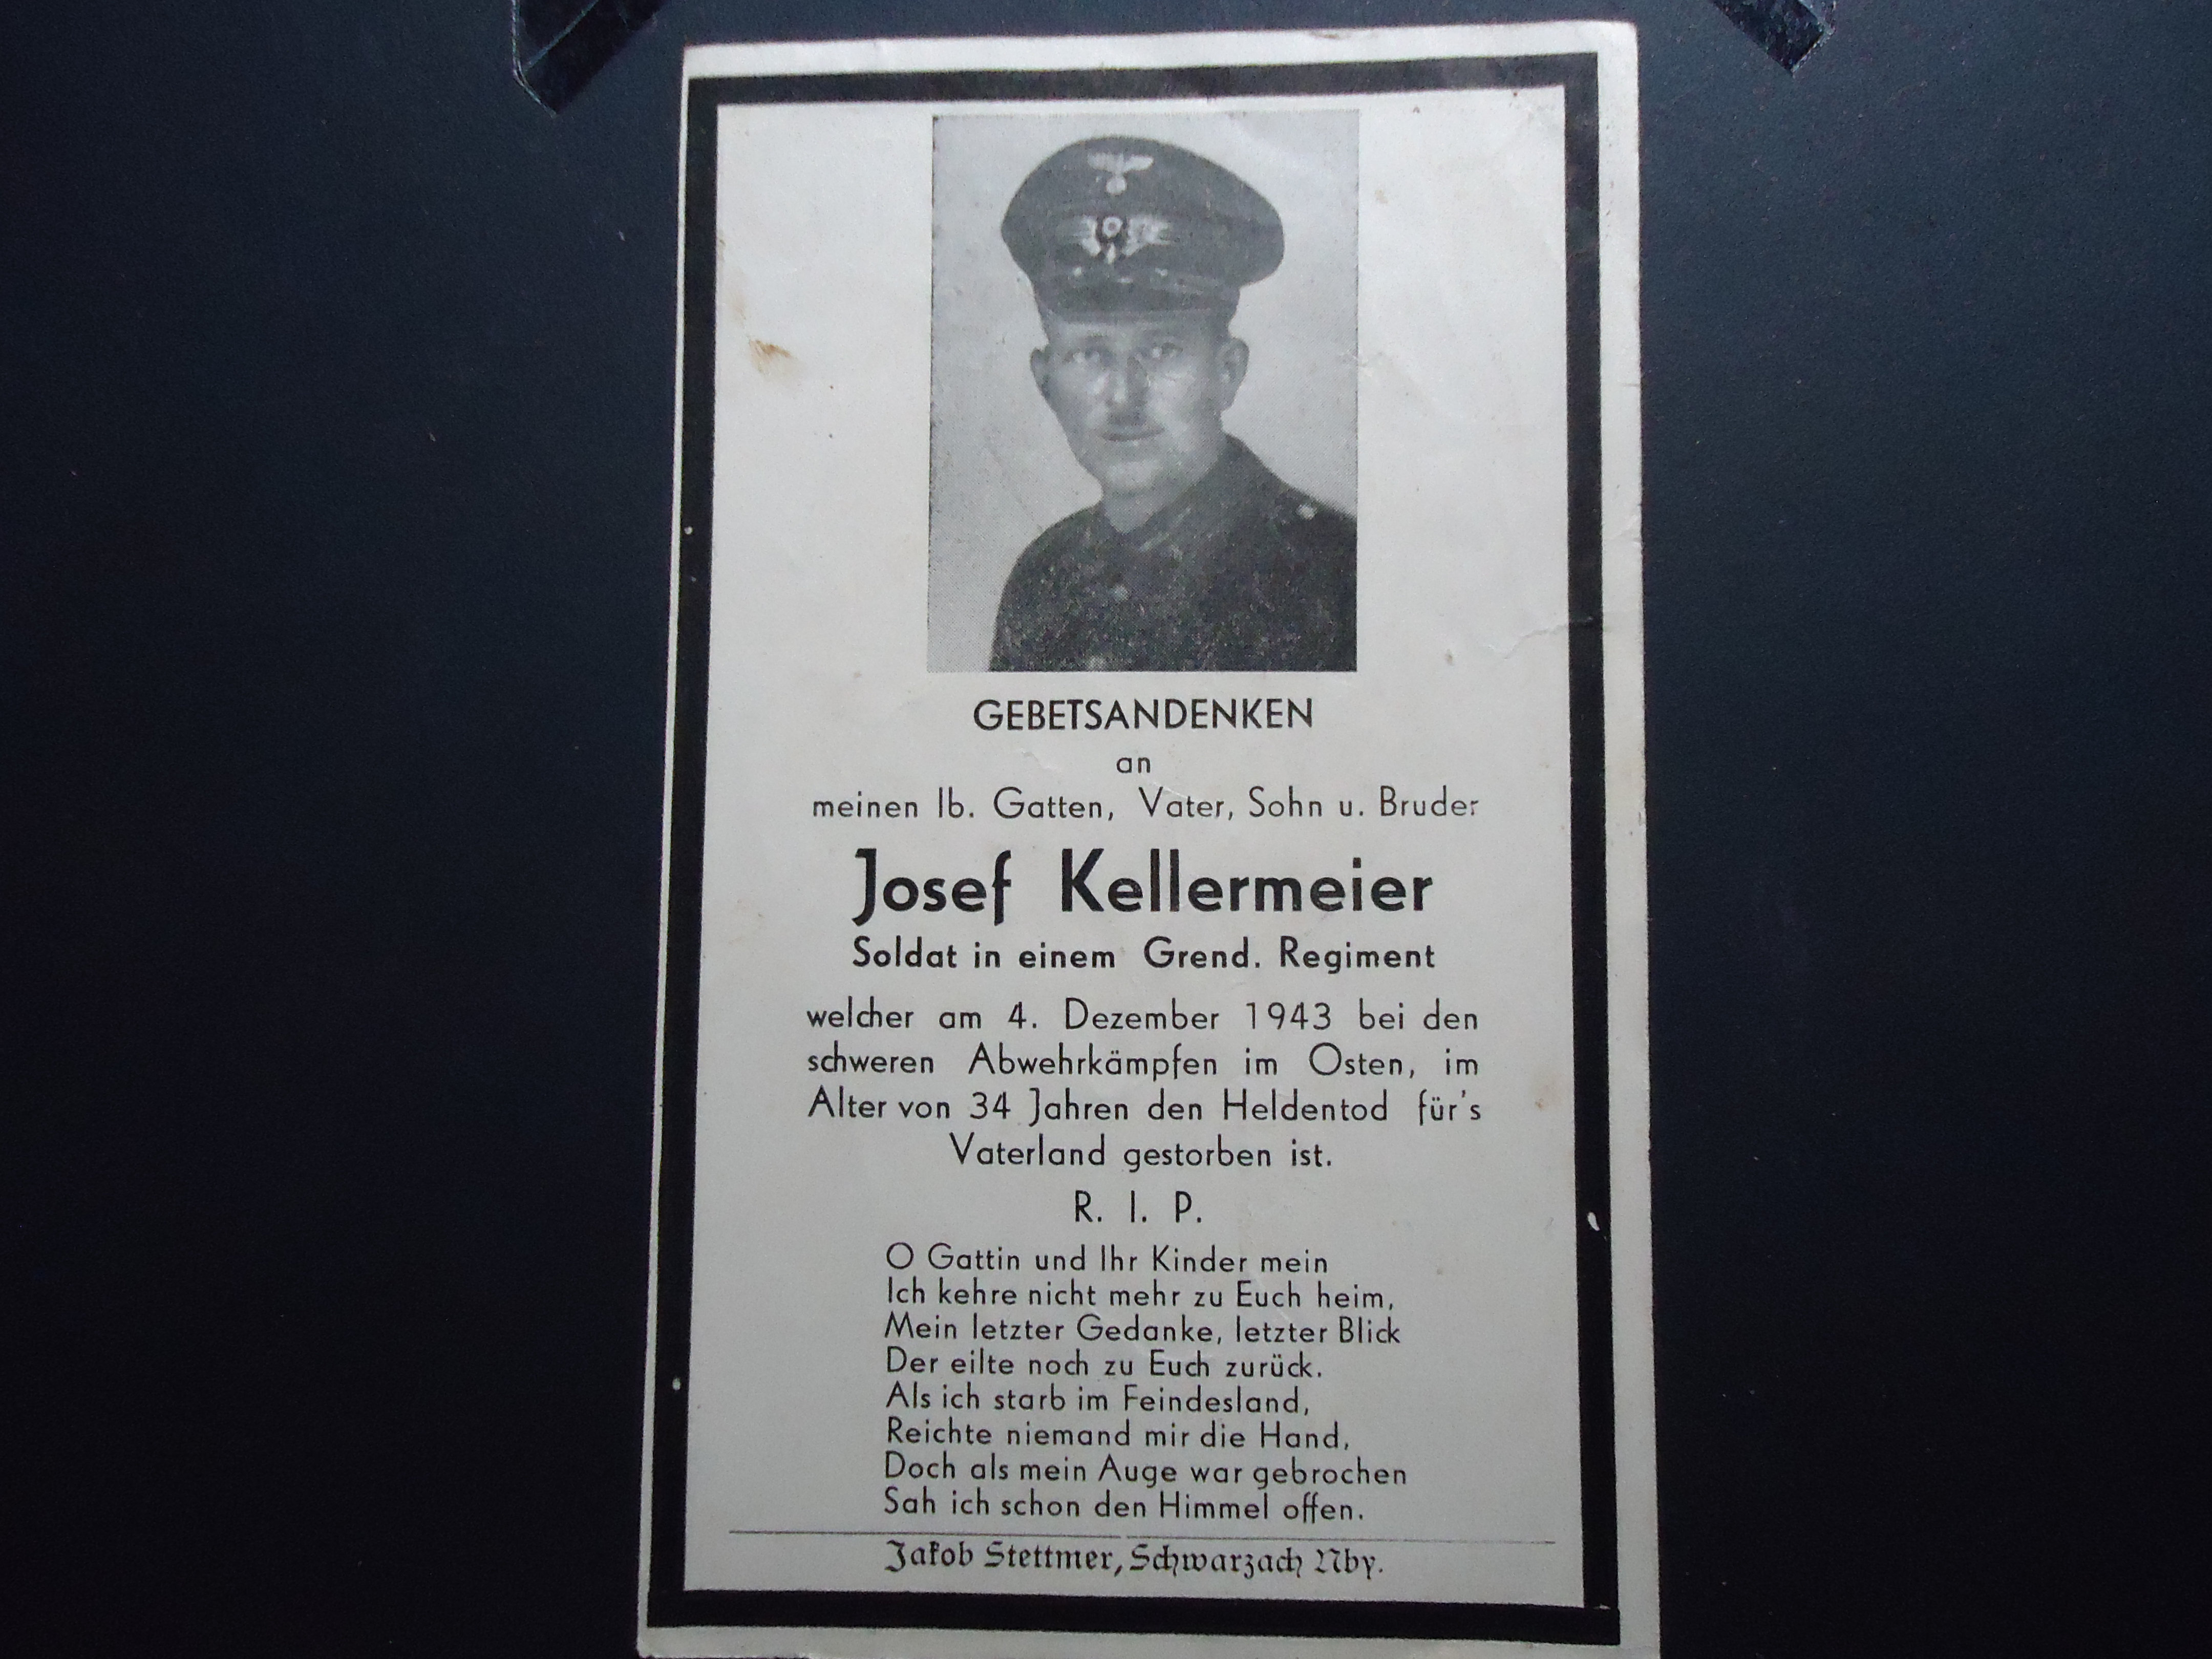 GEBETSANDENKEN
an
meinen lb. Gatten, Vater, Sohn u. Bruder
Josef Kellermeier
Soldat in einem Grend. Regiment
welcher am 4. Dezember 1943 bei den
schweren Abwehrkämpfen im Osten, im
Alter von 34 Jahren den Heldentod für's
Vaterland gestorben ist.
R. I. P.
O Gattin und Ihr Kinder mein
Ich kehre nicht mehr zu Euch heim,
Mein letzter Gedanke, letzter Blick
Der eilte noch zu Euch zurück.
Als ich starb im Feindesland,
Reichte niemand mir die Hand,
Doch als mein Auge war gebrochen
Sah ich schon den Himmel offen.
Jakob Stettmer, Schwarzach Nby.